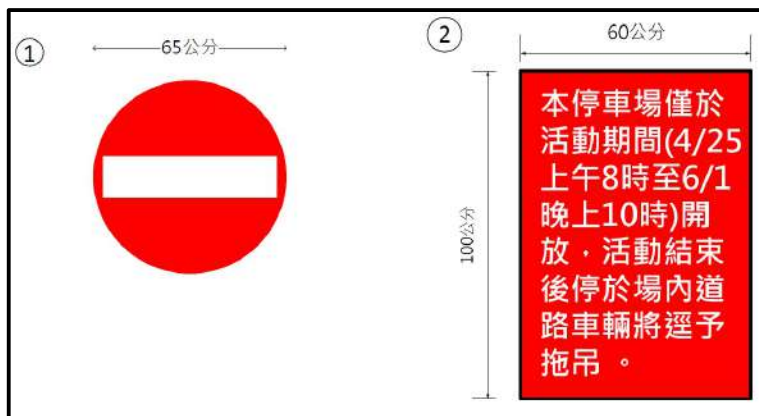 ①
65公分
②
60公分
100公分
本停車場僅於
活動期間(4/25
上午8時至6/1
晚上10時)開
放，活動結束
後停於場內道
路車輛將逕予
拖吊 。